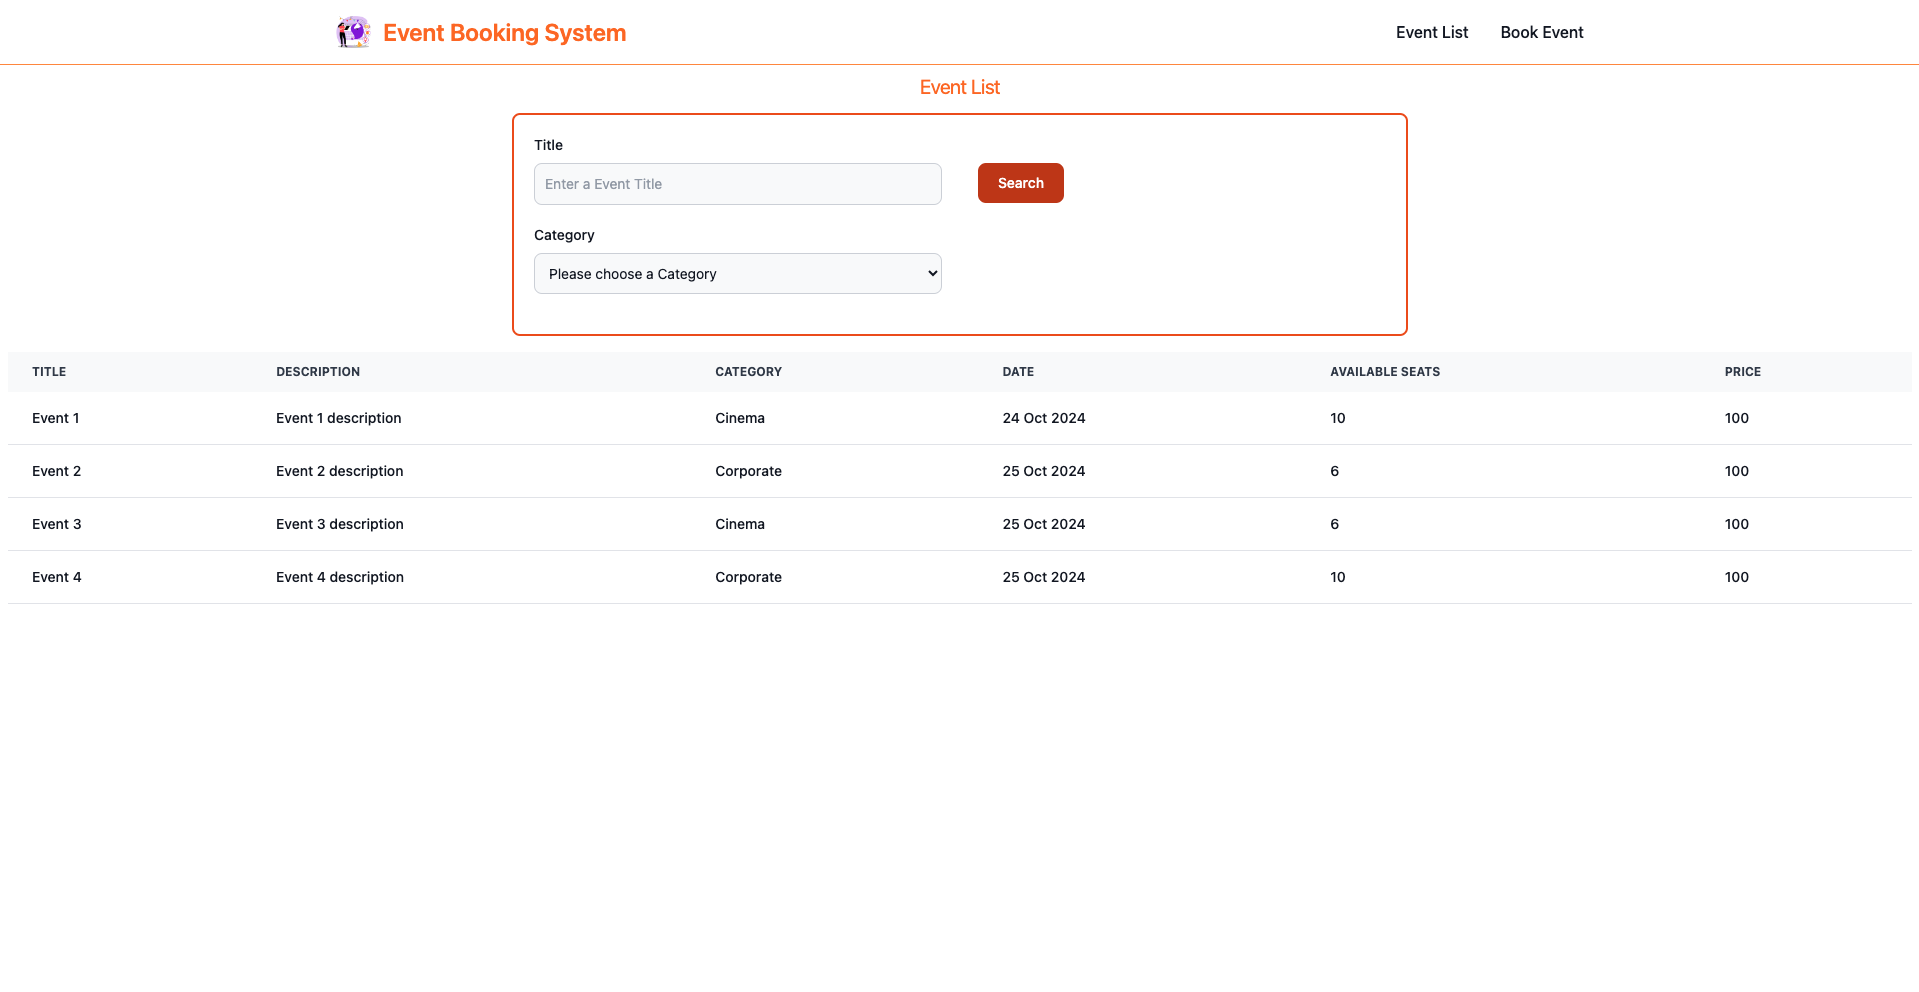 Event Booking System
Event List Book Event
Event List
Title
Enter a Event Title
Search
Category
Please choose a Category
TITLE DESCRIPTION CATEGORY DATE AVAILABLE SEATS PRICE
Event 1 Event 1 description Cinema 24 Oct 2024 10 100
Event 2 Event 2 description Corporate 25 Oct 2024 6 100
Event 3 Event 3 description Cinema 25 Oct 2024 6 100
Event 4 Event 4 description Corporate 25 Oct 2024 10 100